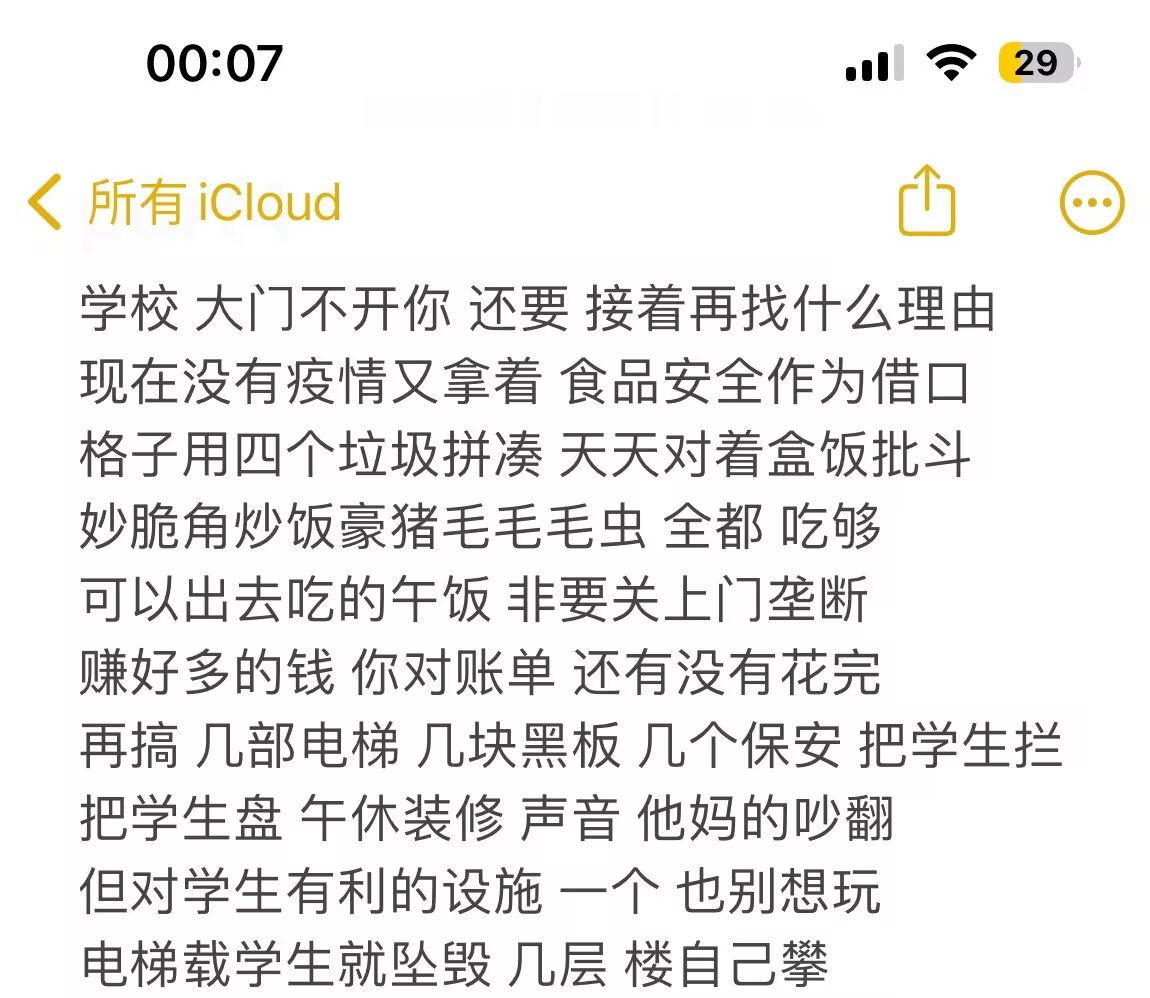 00:07
29
所有 iCloud
学校 大门不开你 还要 接着再找什么理由
现在没有疫情又拿着 食品安全作为借口
格子用四个垃圾拼凑 天天对着盒饭批斗
妙脆角炒饭豪猪毛毛毛虫 全都 吃够
可以出去吃的午饭 非要关上门垄断
赚好多的钱 你对账单 还有没有花完
再搞 几部电梯 几块黑板 几个保安 把学生拦
把学生盘 午休装修 声音 他妈的吵翻
但对学生有利的设施 一个 也别想玩
电梯载学生就坠毁 几层 楼自己攀